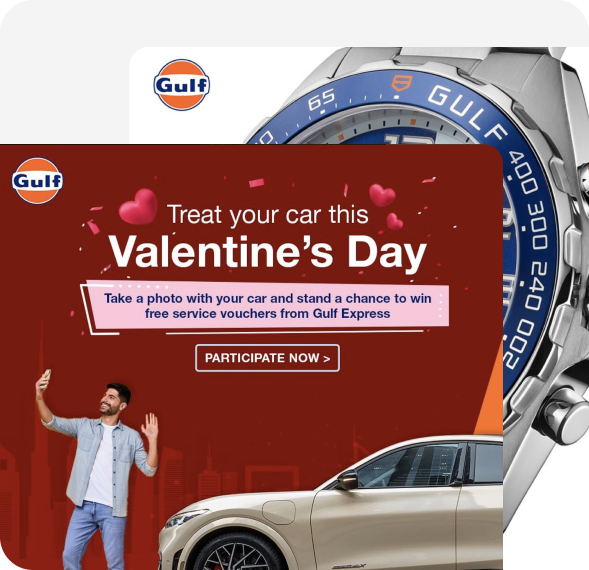 Gulf
65
GULF
400
300
240
200
Gulf
Treat your car this
Valentine's Day
Take a photo with your car and stand a chance to win
free service vouchers from Gulf Express
PARTICIPATE NOW >